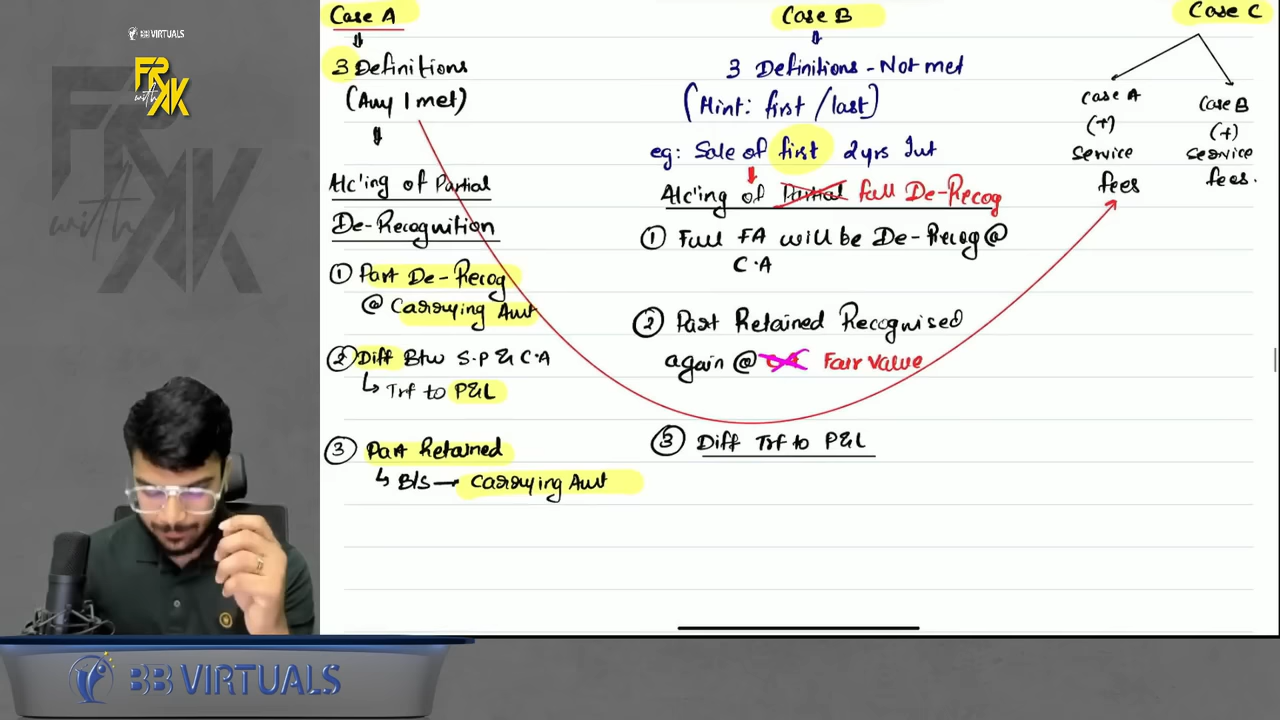 BB VIRTUALS
FR
with
AK
FR
with
AK
BB VIRTUALS
Case A
3 Definitions
(Any 1 met)
A/c'ing of Partial
De-Recognition
① Part De-Recog
@ Carrying Amt
② Diff Btw S.P & C.A
↳ Trf to P&L
③ Part Retained
↳ B/S → Carrying Amt
Case B
3 Definitions - Not met
(Hint: first / last)
eg: Sale of first 2yrs Int
A/c'ing of Partial full De-Recog
① Full FA will be De-Recog @
C.A
② Part Retained Recognised
again @ CA Fair Value
③ Diff Trf to P&L
Case C
Case A
(+)
Service
fees
Case B
(+)
Service
fees.